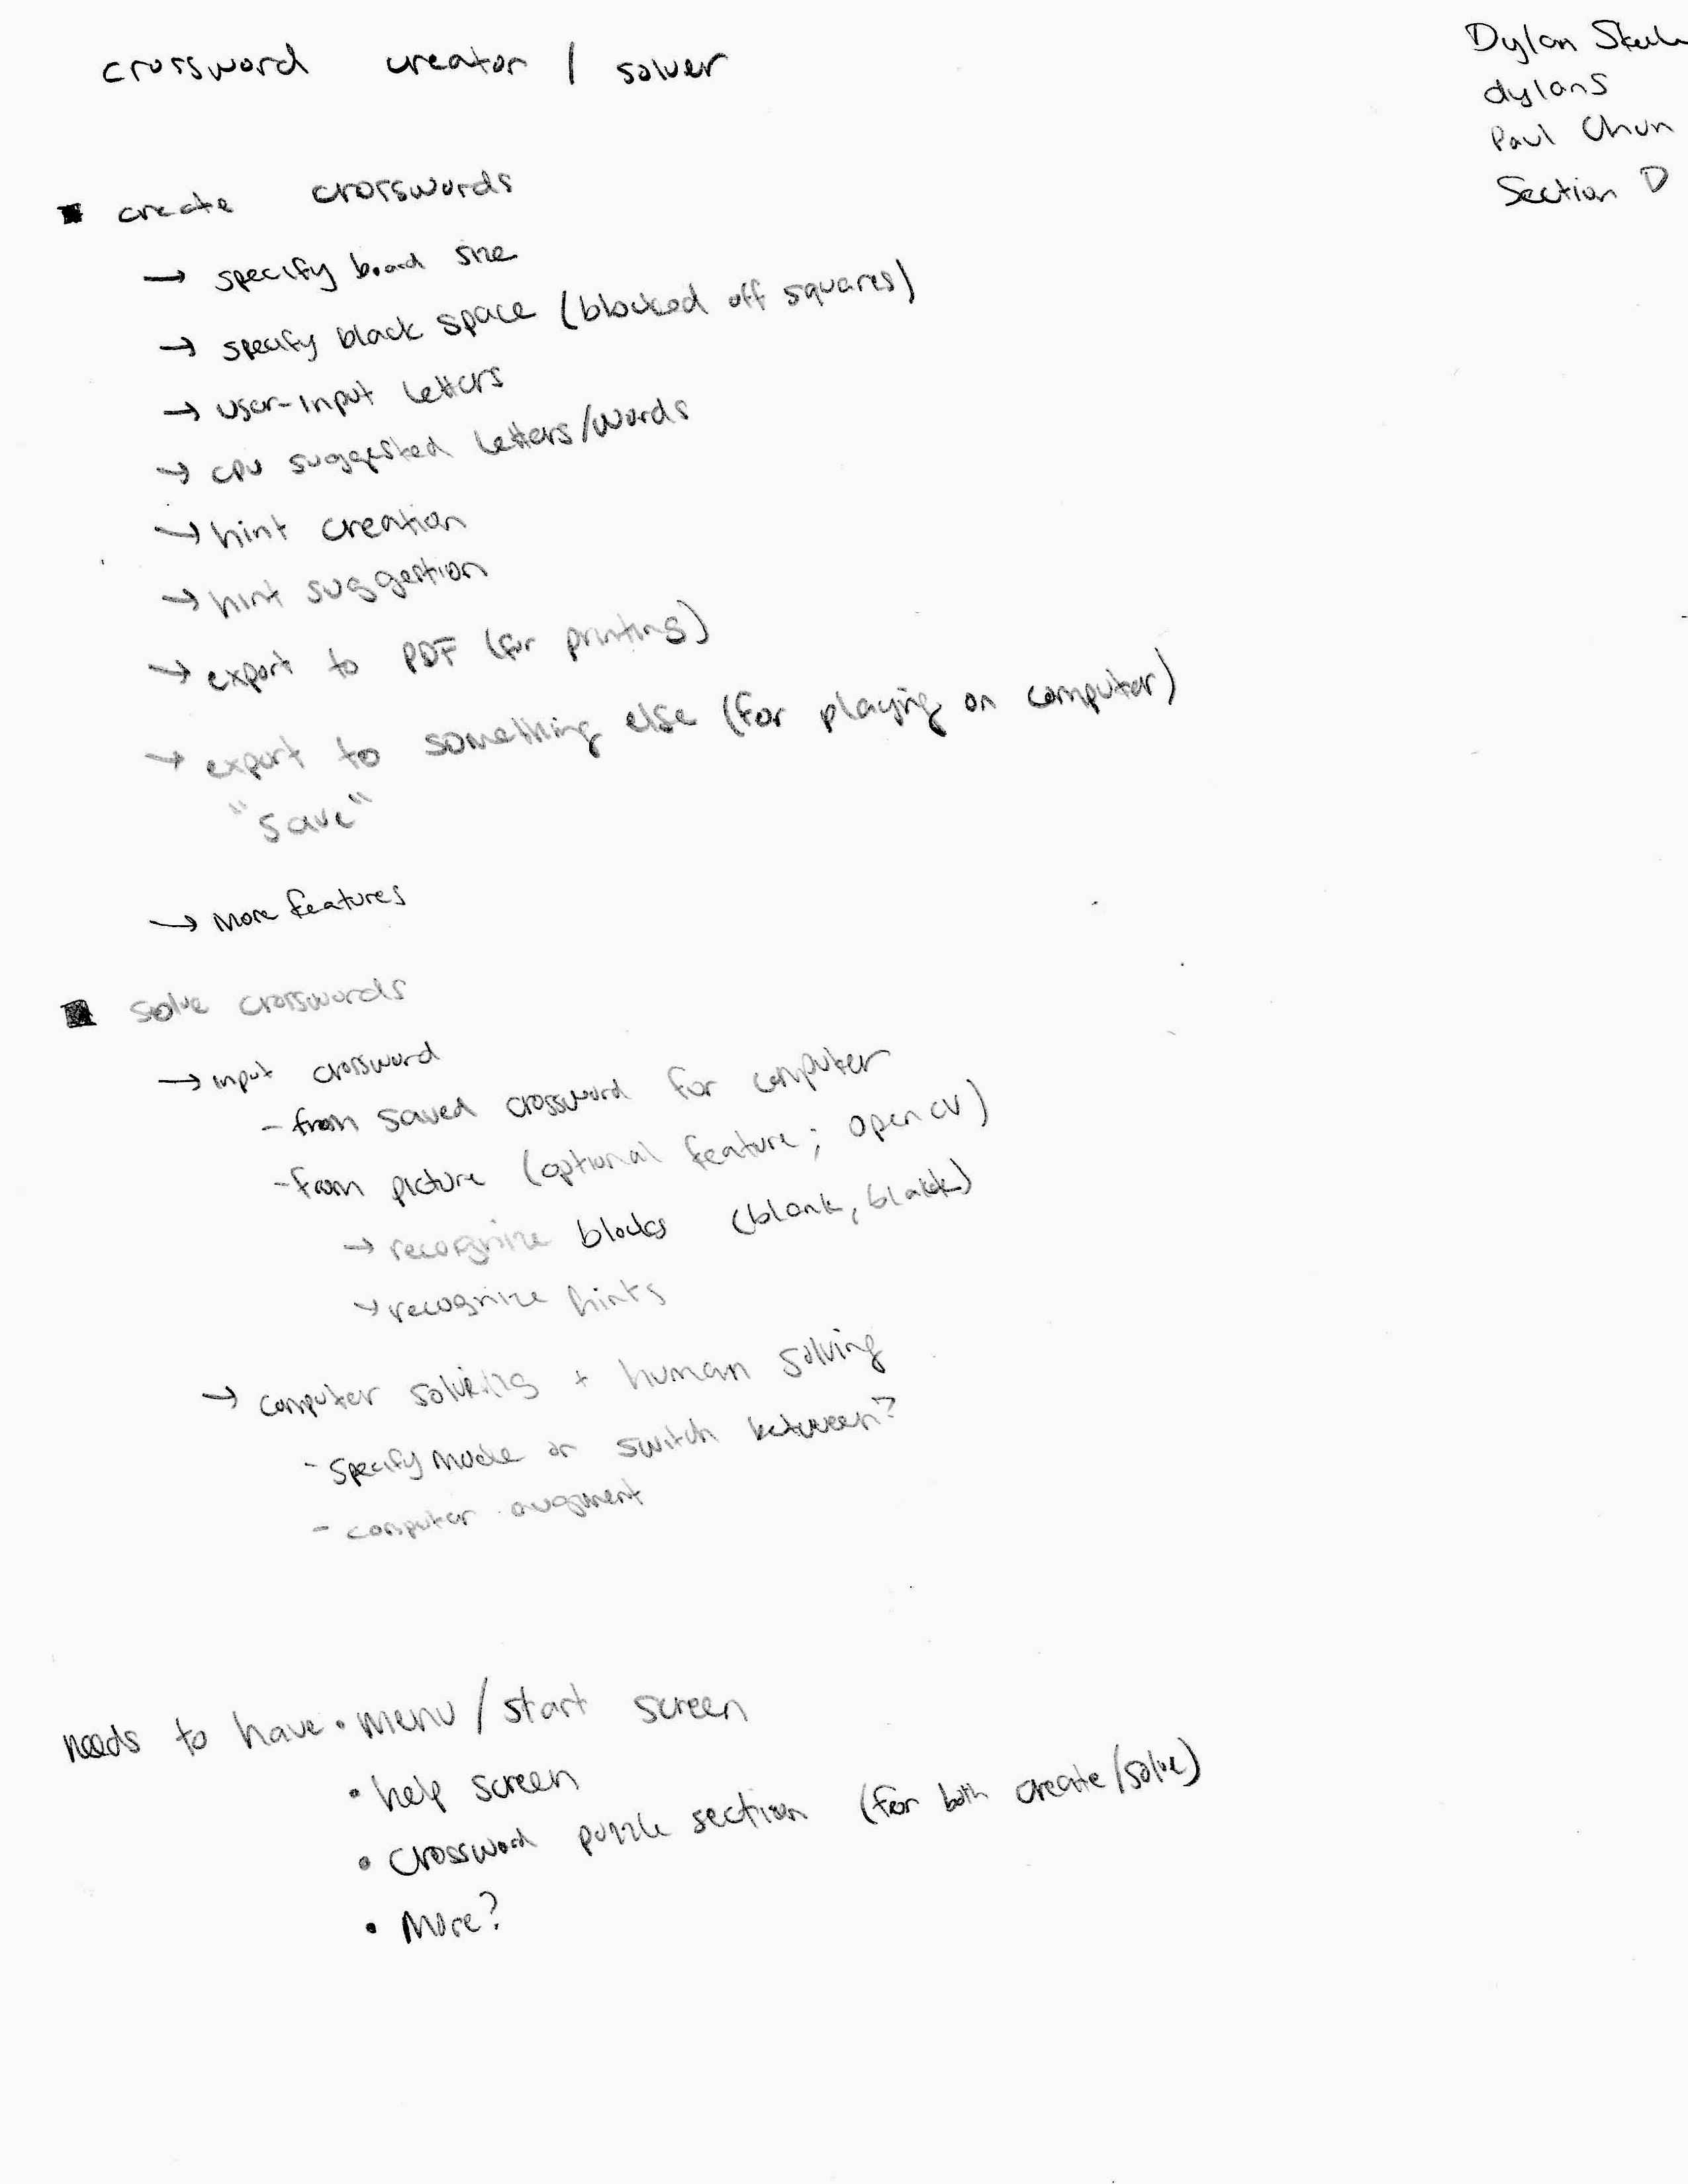 crossword creator / solver
Dylan
dylans
Paul Chun
Section D
■ create crosswords
→ specify board size
→ specify black space (blocked off squares)
→ user-input letters
→ cpu suggested letters/words
→ hint creation
→ hint suggestion
→ export to PDF (for printing)
→ export to something else (for playing on computer)
"save"
→ More features
■ solve crosswords
→ input crossword
- from saved crossword for computer
- from picture (optional feature; opencv)
→ recognize blocks (blank, black)
→ recognize hints
→ computer solving + human solving
- specify mode or switch between?
- computer augment
needs to have • menu / start screen
• help screen
• crossword puzzle section (for both create/solve)
• More?